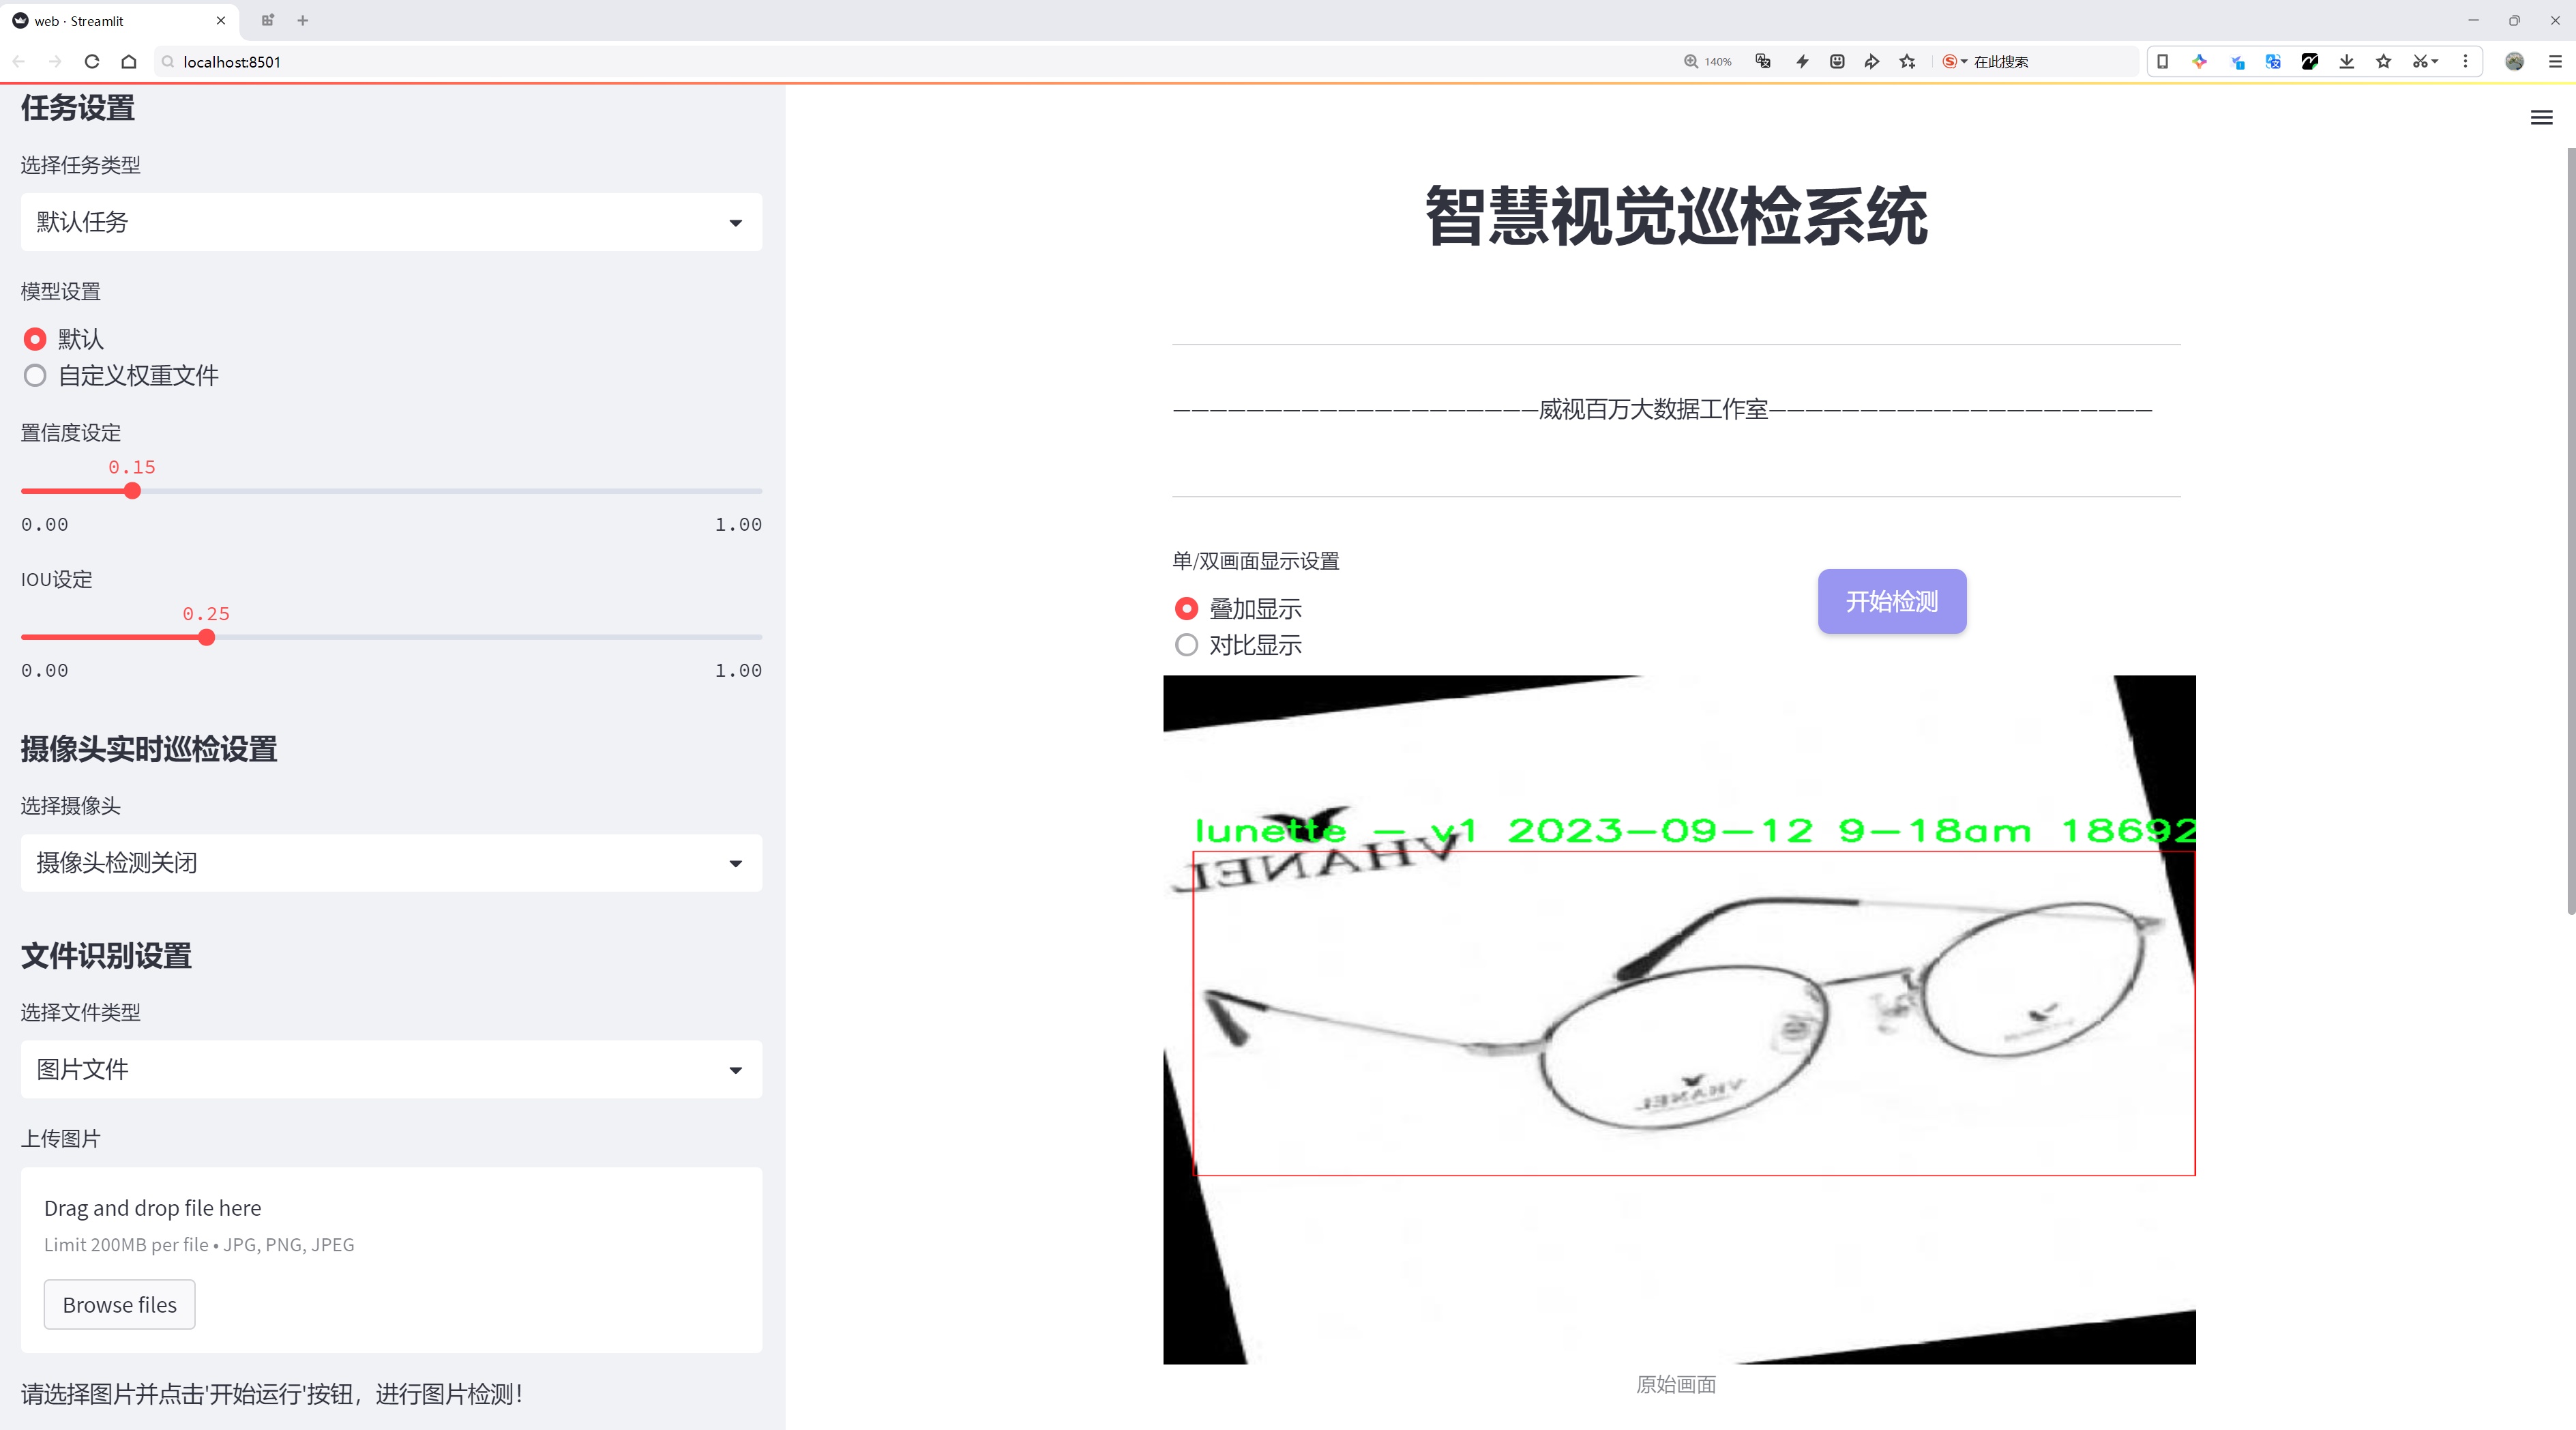 web · Streamlit
localhost:8501
140%
在此搜索
任务设置
选择任务类型
默认任务
模型设置
默认
自定义权重文件
置信度设定
0.15
0.00
1.00
IOU设定
0.25
0.00
1.00
摄像头实时巡检设置
选择摄像头
摄像头检测关闭
文件识别设置
选择文件类型
图片文件
上传图片
Drag and drop file here
Limit 200MB per file • JPG, PNG, JPEG
Browse files
请选择图片并点击'开始运行'按钮，进行图片检测！
智慧视觉巡检系统
—————————————————————威视百万大数据工作室—————————————————————
单/双画面显示设置
叠加显示
对比显示
开始检测
lunette - v1 2023-09-12 9-18am 18692
VHANEL
VHANEL
原始画面